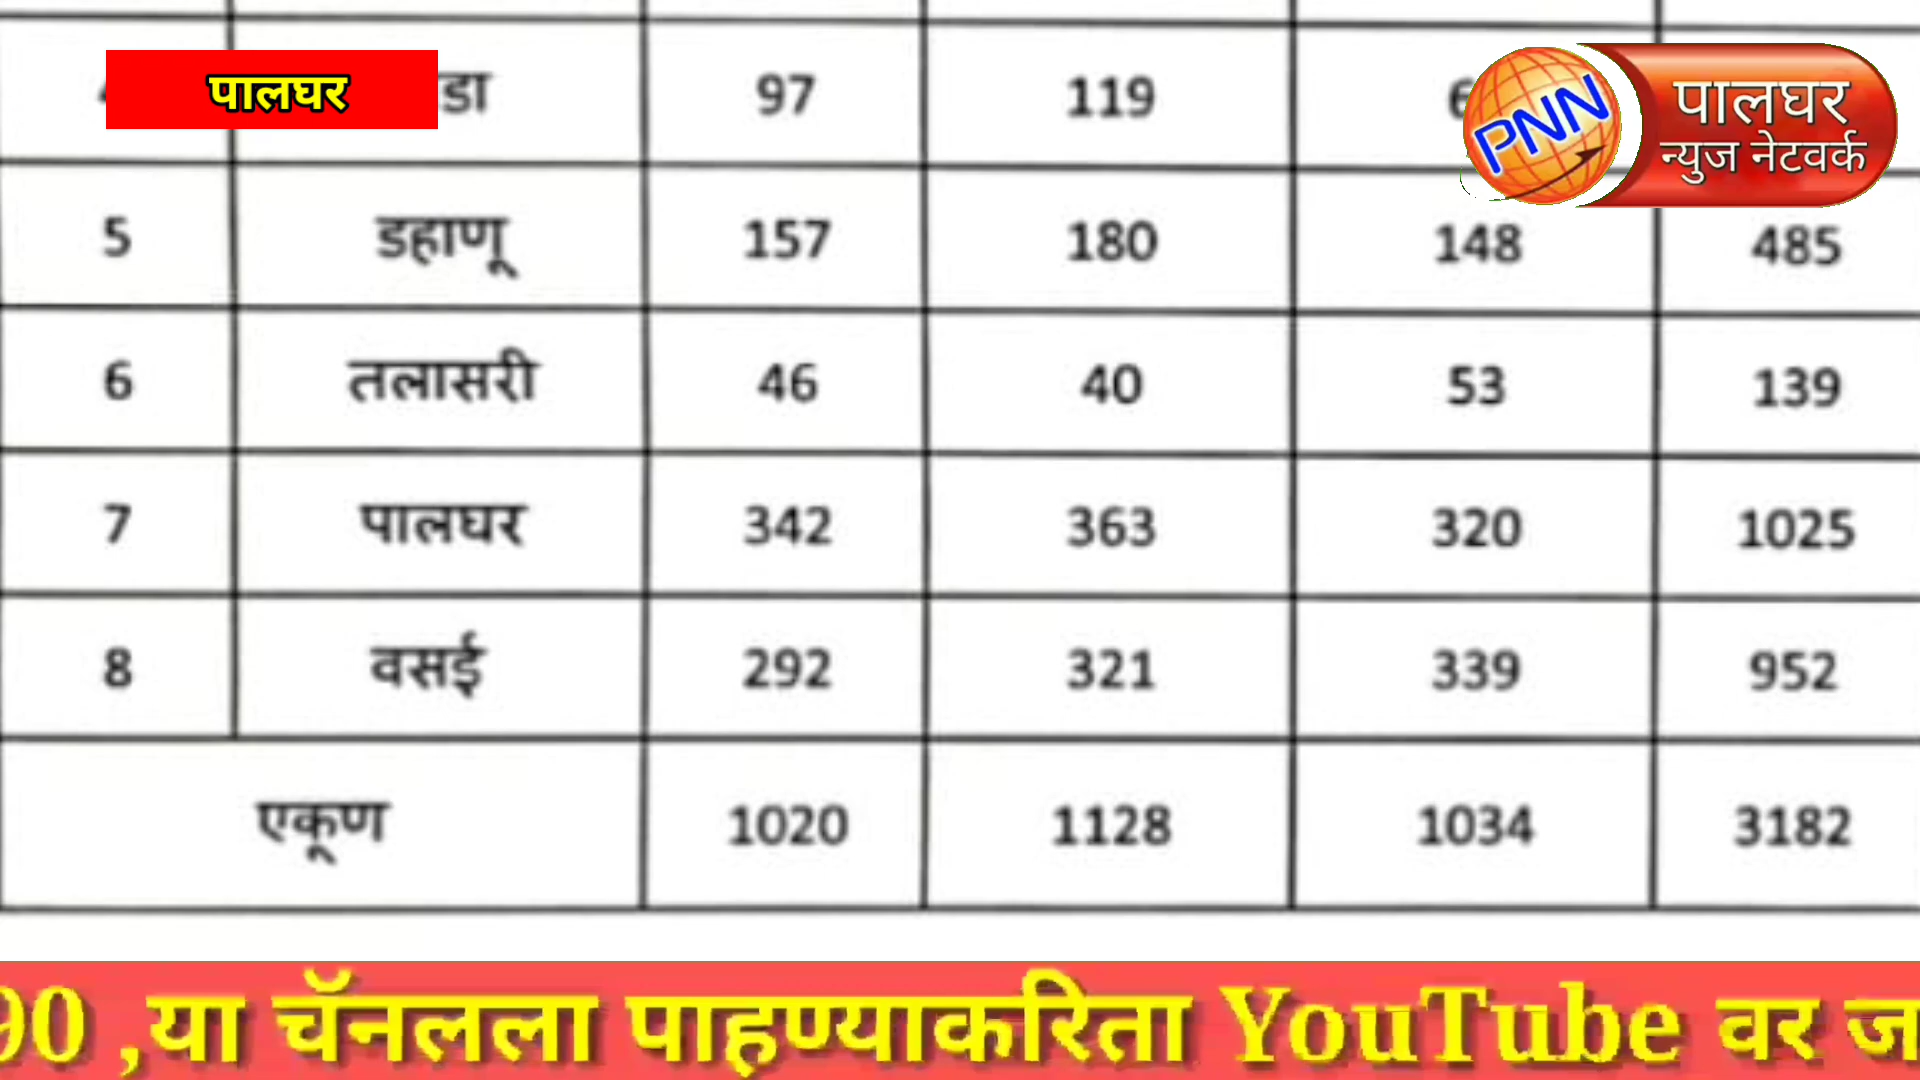 पालघर
97 119
PNN
पालघर
न्युज नेटवर्क
5 डहाणू 157 180 148 485
6 तलासरी 46 40 53 139
7 पालघर 342 363 320 1025
8 वसई 292 321 339 952
एकूण 1020 1128 1034 3182
90 ,या चॅनलला पाहण्याकरिता YouTube वर